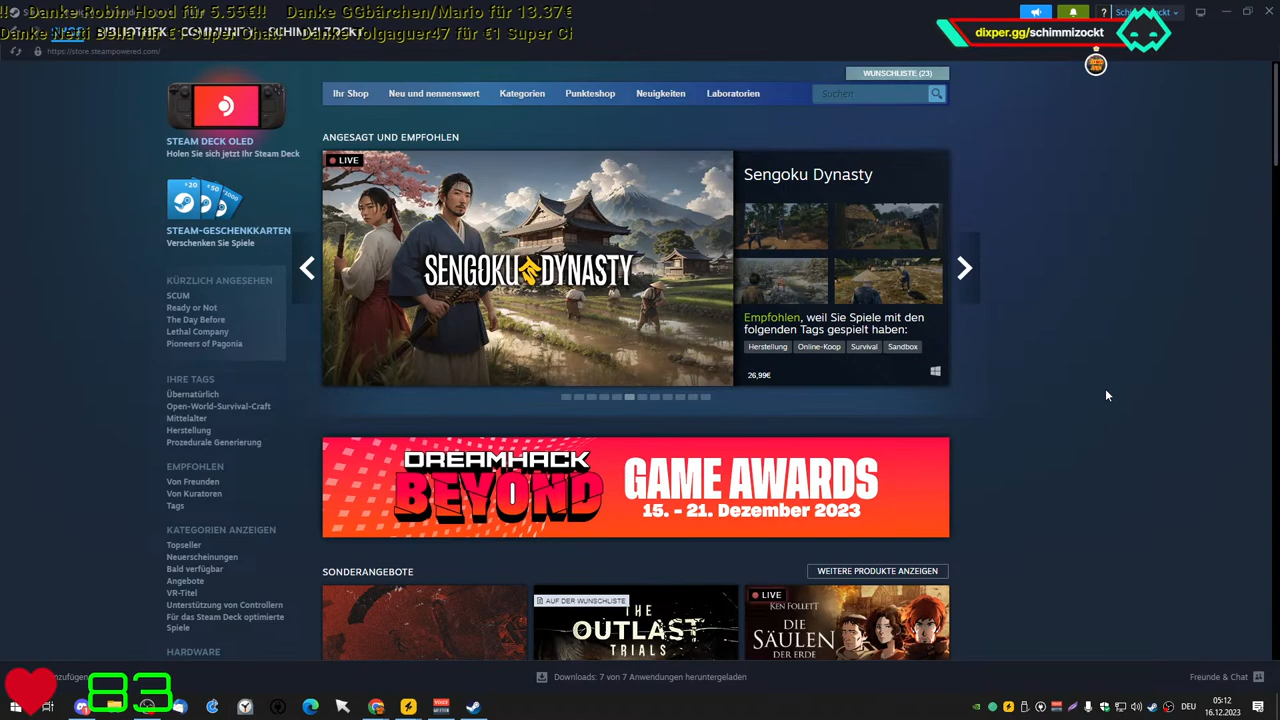 !! Danke Robin Hood für 5.55€!! Danke GGbärchen/Mario für 13.37€
BIBLIOTHEK
https://store.steampowered.com/
dixper.gg/schimmizockt
WUNSCHLISTE (23)
Ihr Shop Neu und nennenswert Kategorien Punkteshop Neuigkeiten Laboratorien Suchen
STEAM DECK OLED
Holen Sie sich jetzt Ihr Steam Deck
$20 $50 $1000
STEAM-GESCHENKKARTEN
Verschenken Sie Spiele
KÜRZLICH ANGESEHEN
SCUM
Ready or Not
The Day Before
Lethal Company
Pioneers of Pagonia
IHRE TAGS
Übernatürlich
Open-World-Survival-Craft
Mittelalter
Herstellung
Prozedurale Generierung
EMPFOHLEN
Von Freunden
Von Kuratoren
Tags
KATEGORIEN ANZEIGEN
Topseller
Neuerscheinungen
Bald verfügbar
Angebote
VR-Titel
Unterstützung von Controllern
Für das Steam Deck optimierte
Spiele
HARDWARE
ANGESAGT UND EMPFOHLEN
LIVE
SENGOKU DYNASTY
Sengoku Dynasty
Empfohlen, weil Sie Spiele mit den
folgenden Tags gespielt haben:
Herstellung Online-Koop Survival Sandbox
26,99€
DREAMHACK
BEYOND
GAME AWARDS
15. - 21. Dezember 2023
SONDERANGEBOTE
WEITERE PRODUKTE ANZEIGEN
AUF DER WUNSCHLISTE
THE
OUTLAST
TRIALS
LIVE
KEN FOLLETT
DIE
SÄULEN
DER ERDE
Downloads: 7 von 7 Anwendungen heruntergeladen
Freunde & Chat
83
DEU
05:12
16.12.2023